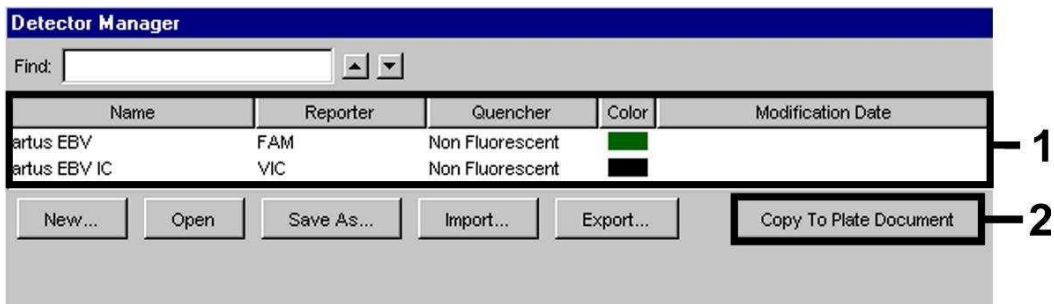 Detector Manager
Find:
Name Reporter Quencher Color Modification Date
artus EBV FAM Non Fluorescent
artus EBV IC VIC Non Fluorescent
1
New... Open Save As... Import... Export... Copy To Plate Document
2